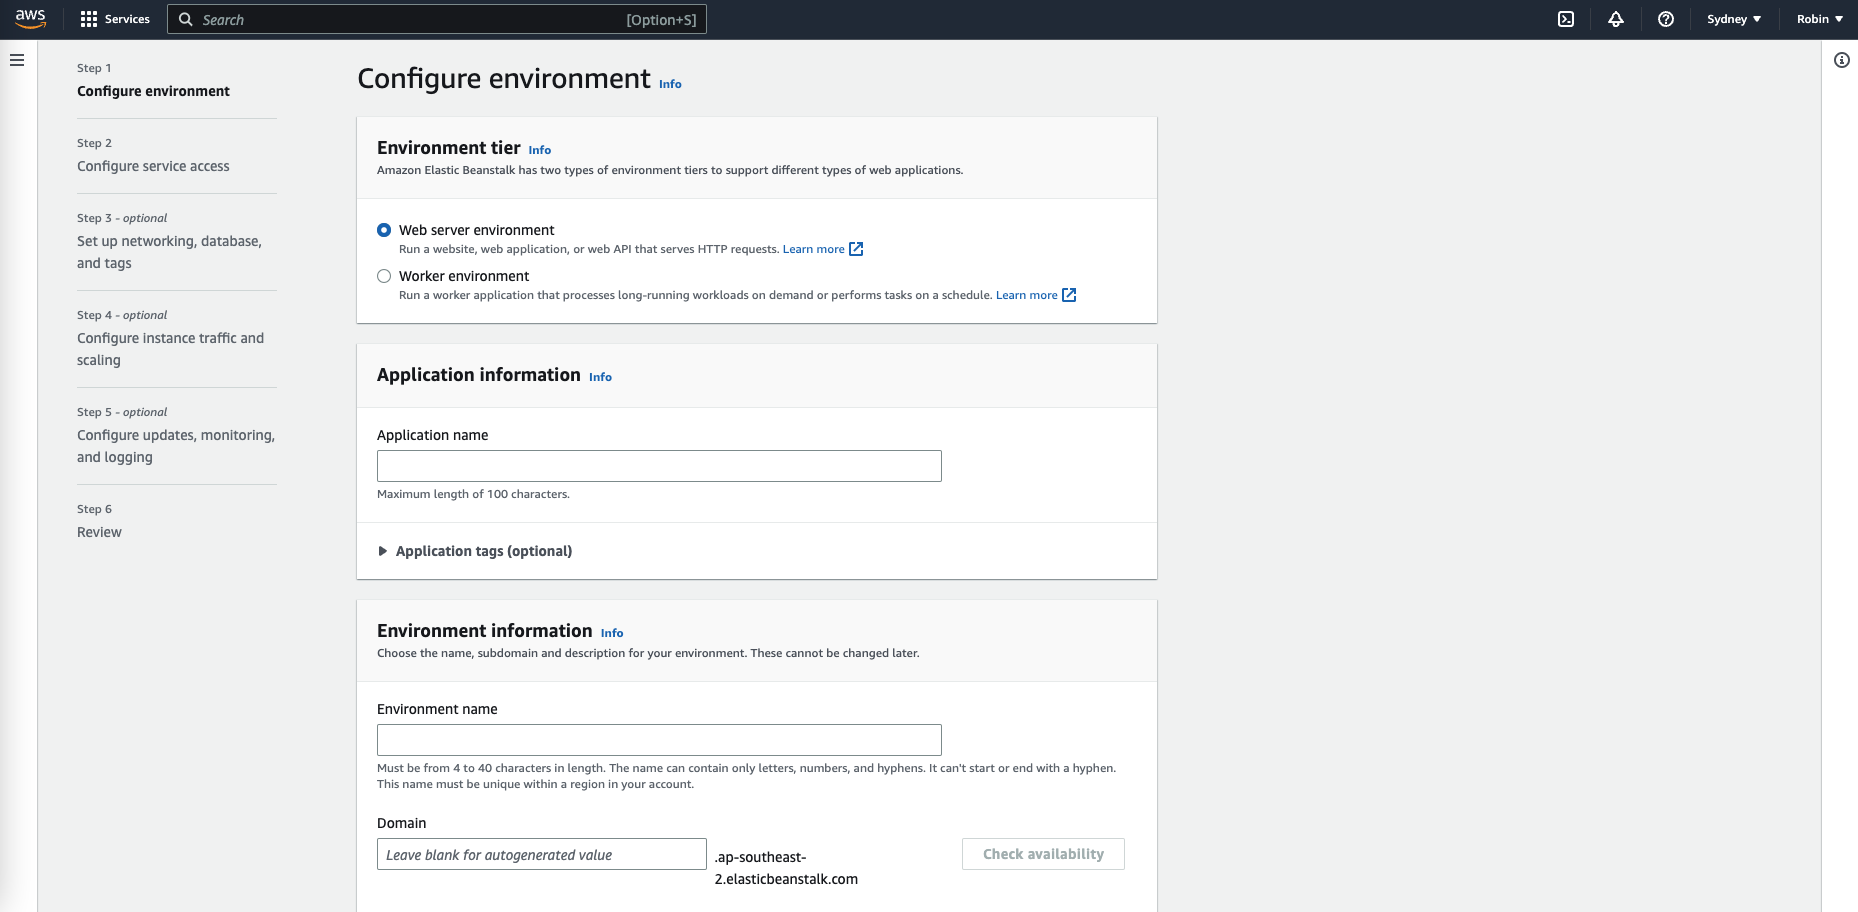 aws
Services
Search
[Option+S]
Sydney
Robin
Step 1
Configure environment
Step 2
Configure service access
Step 3 - optional
Set up networking, database,
and tags
Step 4 - optional
Configure instance traffic and
scaling
Step 5 - optional
Configure updates, monitoring,
and logging
Step 6
Review
Configure environment Info
Environment tier Info
Amazon Elastic Beanstalk has two types of environment tiers to support different types of web applications.
Web server environment
Run a website, web application, or web API that serves HTTP requests. Learn more
Worker environment
Run a worker application that processes long-running workloads on demand or performs tasks on a schedule. Learn more
Application information Info
Application name
Maximum length of 100 characters.
Application tags (optional)
Environment information Info
Choose the name, subdomain and description for your environment. These cannot be changed later.
Environment name
Must be from 4 to 40 characters in length. The name can contain only letters, numbers, and hyphens. It can't start or end with a hyphen.
This name must be unique within a region in your account.
Domain
Leave blank for autogenerated value
.ap-southeast-
2.elasticbeanstalk.com
Check availability